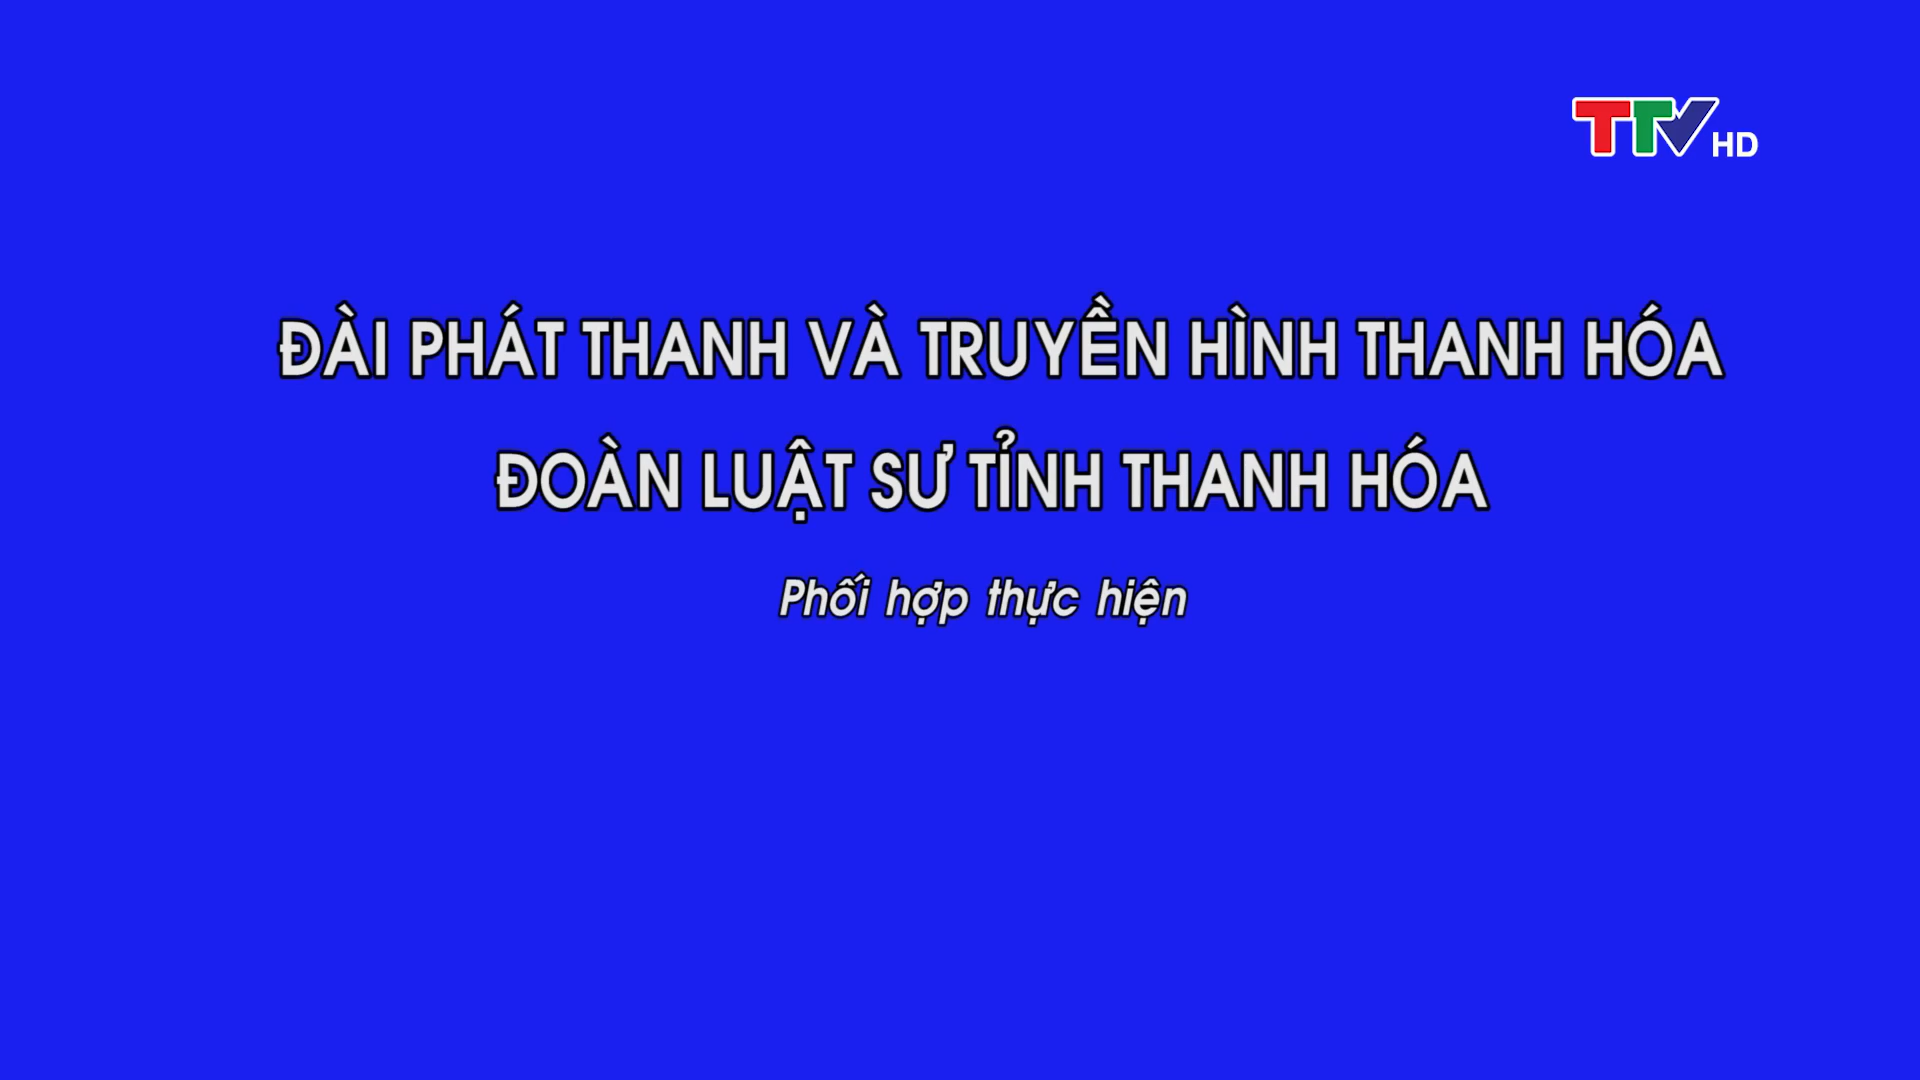 TTV HD
ĐÀI PHÁT THANH VÀ TRUYỀN HÌNH THANH HÓA
ĐOÀN LUẬT SƯ TỈNH THANH HÓA
Phối hợp thực hiện